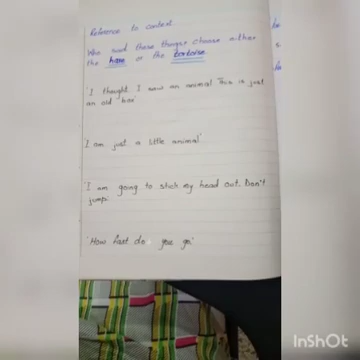 Reference to context
Who said these things choose either
the hare or the tortoise.
'I thought I saw an animal This is just
an old box'
'I am just a little animal'
'I am going to stick my head out. Don't
jump.'
'How fast do you go'
InShOt